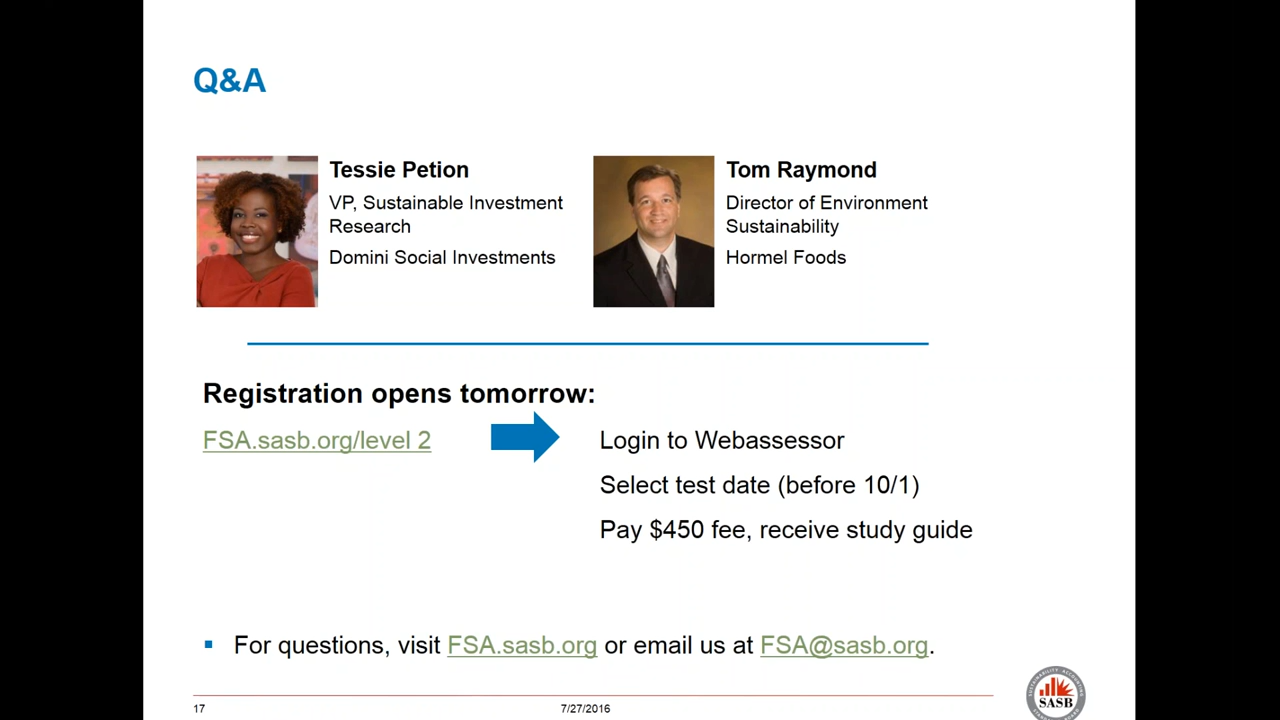 Q&A
Tessie Petion
VP, Sustainable Investment
Research
Domini Social Investments
Tom Raymond
Director of Environment
Sustainability
Hormel Foods
Registration opens tomorrow:
FSA.sasb.org/level 2
Login to Webassessor
Select test date (before 10/1)
Pay $450 fee, receive study guide
For questions, visit FSA.sasb.org or email us at FSA@sasb.org.
17
7/27/2016
SUSTAINABILITY ACCOUNTING
SASB